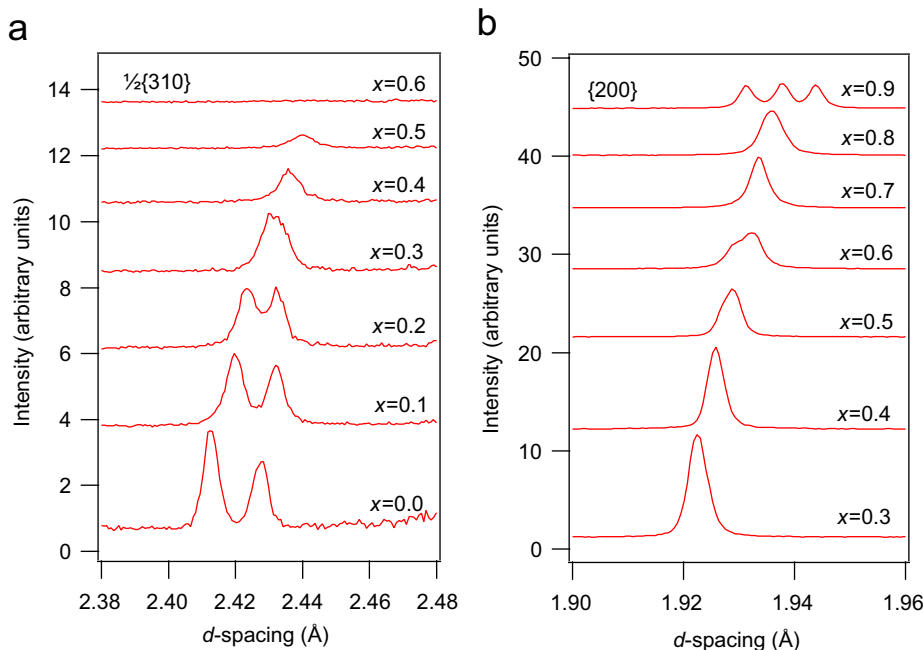 a
½{310}
x=0.6
x=0.5
x=0.4
x=0.3
x=0.2
x=0.1
x=0.0
14
12
10
8
6
4
2
0
Intensity (arbitrary units)
2.38 2.40 2.42 2.44 2.46 2.48
d-spacing (Å)
b
{200}
x=0.9
x=0.8
x=0.7
x=0.6
x=0.5
x=0.4
x=0.3
50
40
30
20
10
0
Intensity (arbitrary units)
1.90 1.92 1.94 1.96
d-spacing (Å)